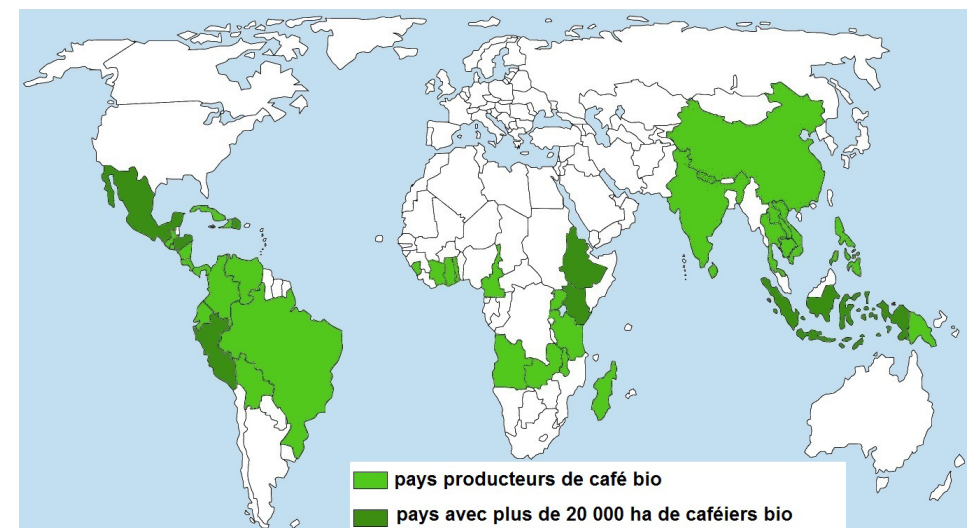 pays producteurs de café bio
pays avec plus de 20 000 ha de caféiers bio